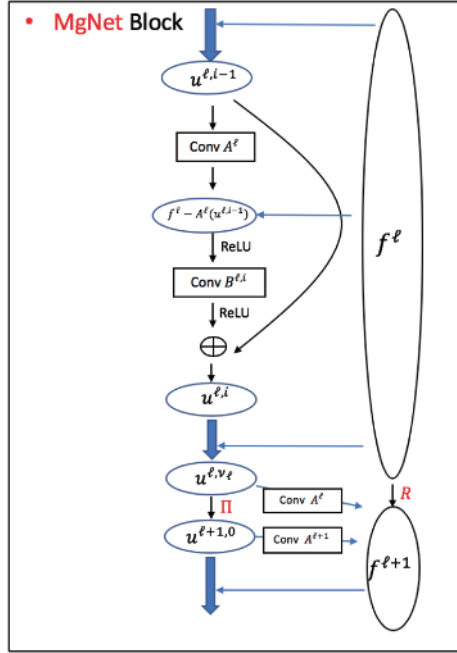 • MgNet Block
u^{ℓ,i−1}
Conv A^ℓ
f^ℓ − A^ℓ(u^{ℓ,i−1})
ReLU
f^ℓ
Conv B^{ℓ,i}
ReLU
⊕
u^{ℓ,i}
u^{ℓ,ν_ℓ}
Conv A^ℓ
R
Π
u^{ℓ+1,0}
Conv A^{ℓ+1}
f^{ℓ+1}